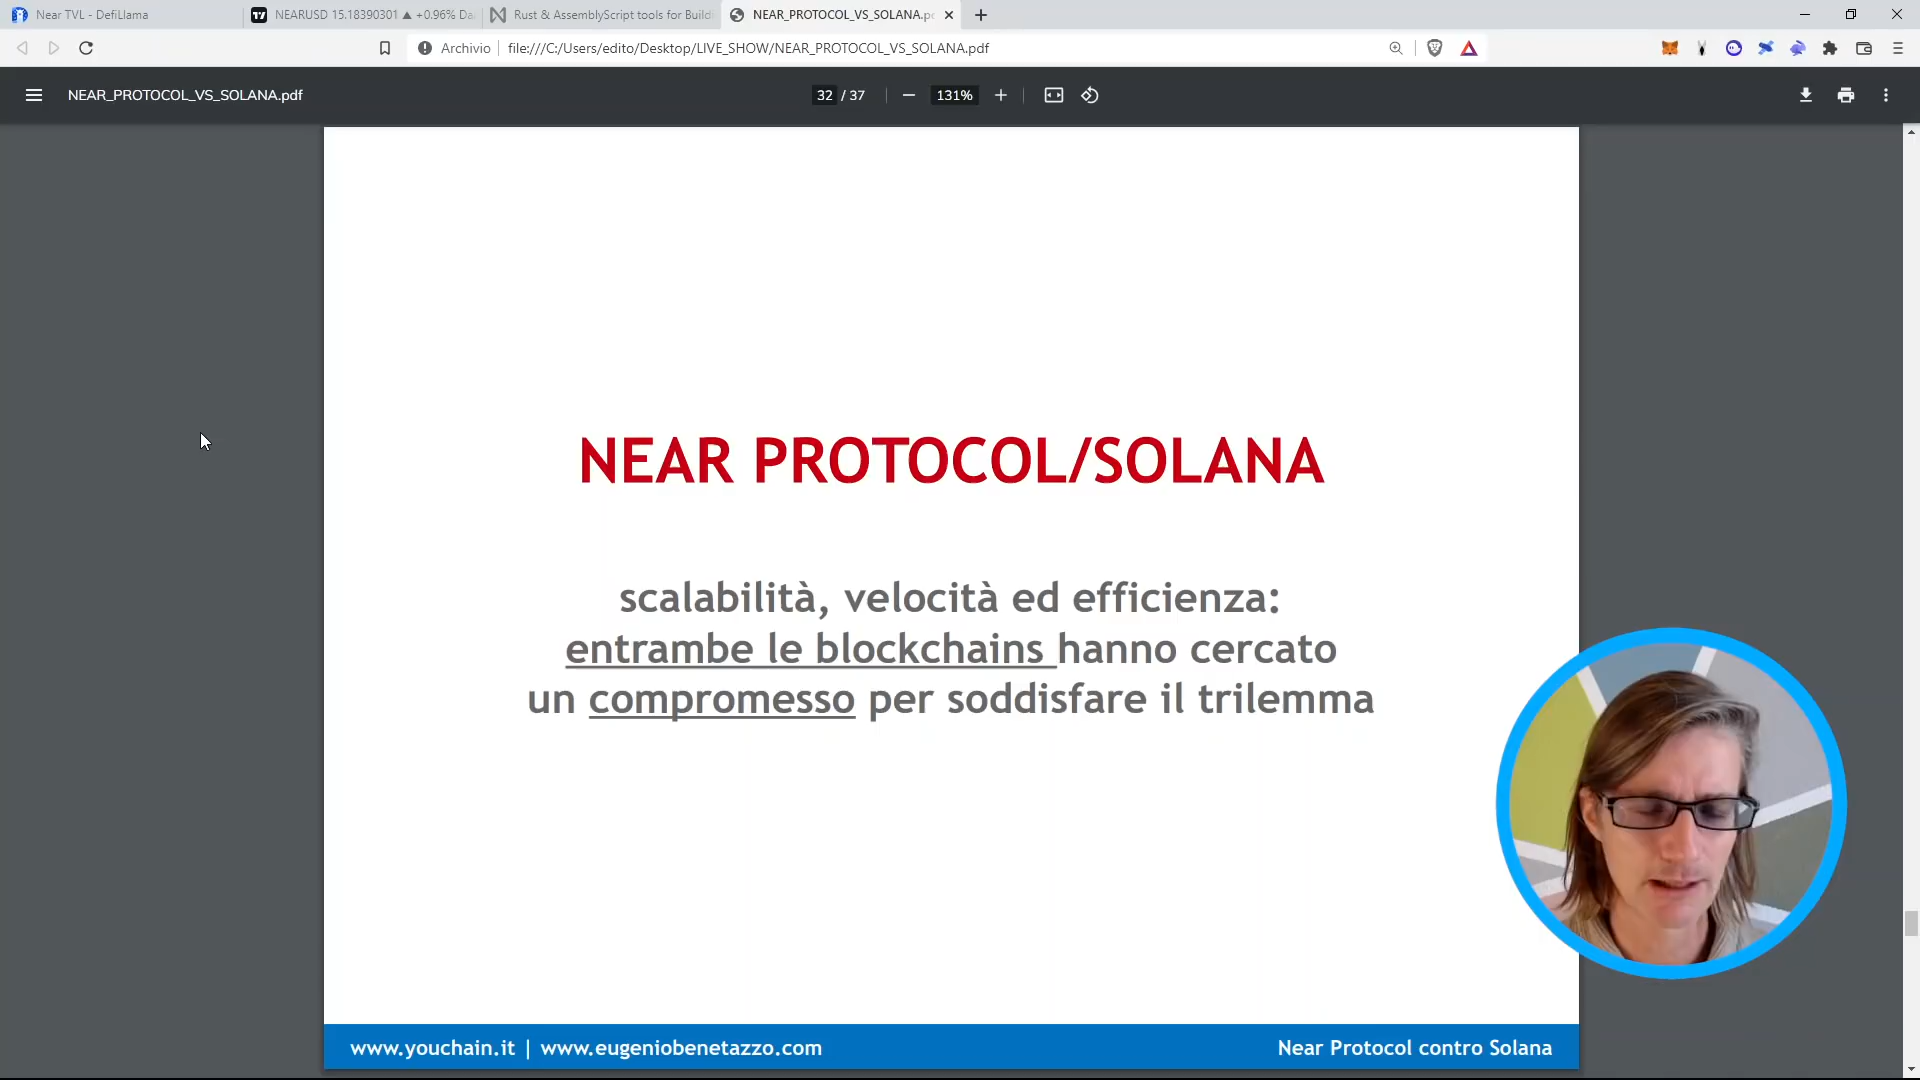 Near TVL - DefiLlama
NEARUSD 15.18390301 ▲ +0.96% Da
Rust & AssemblyScript tools for Build
NEAR_PROTOCOL_VS_SOLANA.p
Archivio
file:///C:/Users/edito/Desktop/LIVE_SHOW/NEAR_PROTOCOL_VS_SOLANA.pdf
NEAR_PROTOCOL_VS_SOLANA.pdf
32 / 37
131%
NEAR PROTOCOL/SOLANA
scalabilità, velocità ed efficienza:
entrambe le blockchains hanno cercato
un compromesso per soddisfare il trilemma
www.youchain.it | www.eugeniobenetazzo.com
Near Protocol contro Solana